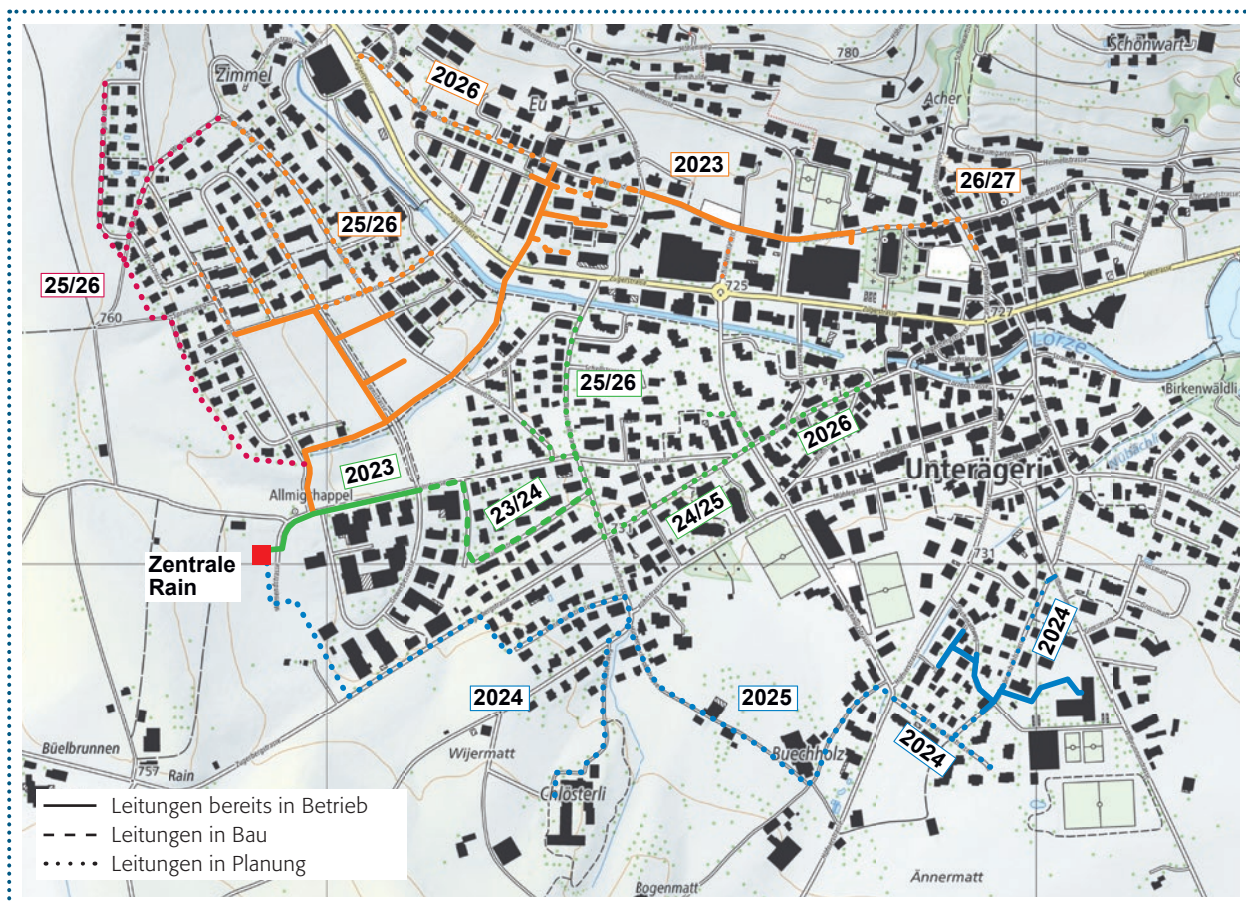 780
Schönwart
Zimmel
2026
Eu
Acher
2023
26/27
25/26
25/26
760
725
727
Lorze
Birkenwäldli
25/26
2026
Unterägeri
2023
Allmigchappel
23/24
24/25
731
Zentrale
Rain
731
2024
2024
2025
2024
Büelbrunnen
757
Rain
Wijermatt
Buechholz
Chlösterli
Bogenmatt
Ännermatt
Leitungen bereits in Betrieb
Leitungen in Bau
Leitungen in Planung